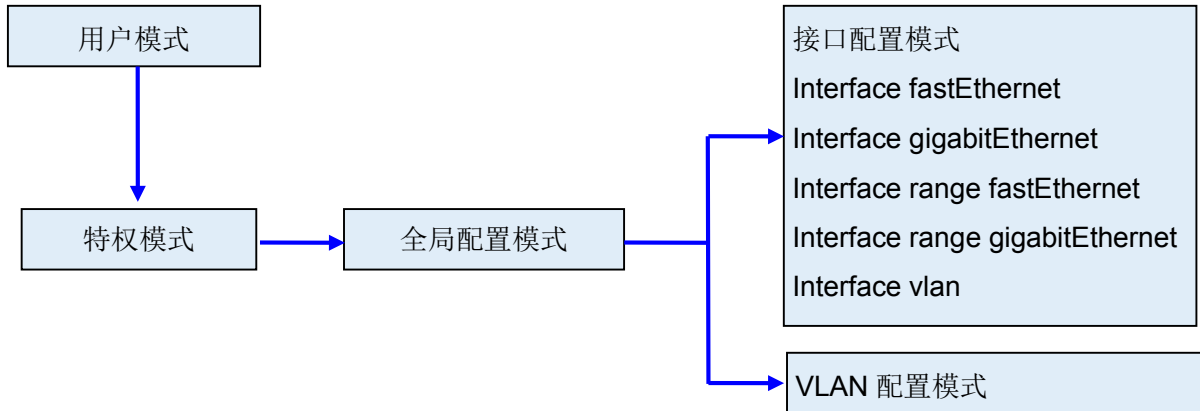 用户模式
特权模式
全局配置模式
接口配置模式
Interface fastEthernet
Interface gigabitEthernet
Interface range fastEthernet
Interface range gigabitEthernet
Interface vlan
VLAN 配置模式